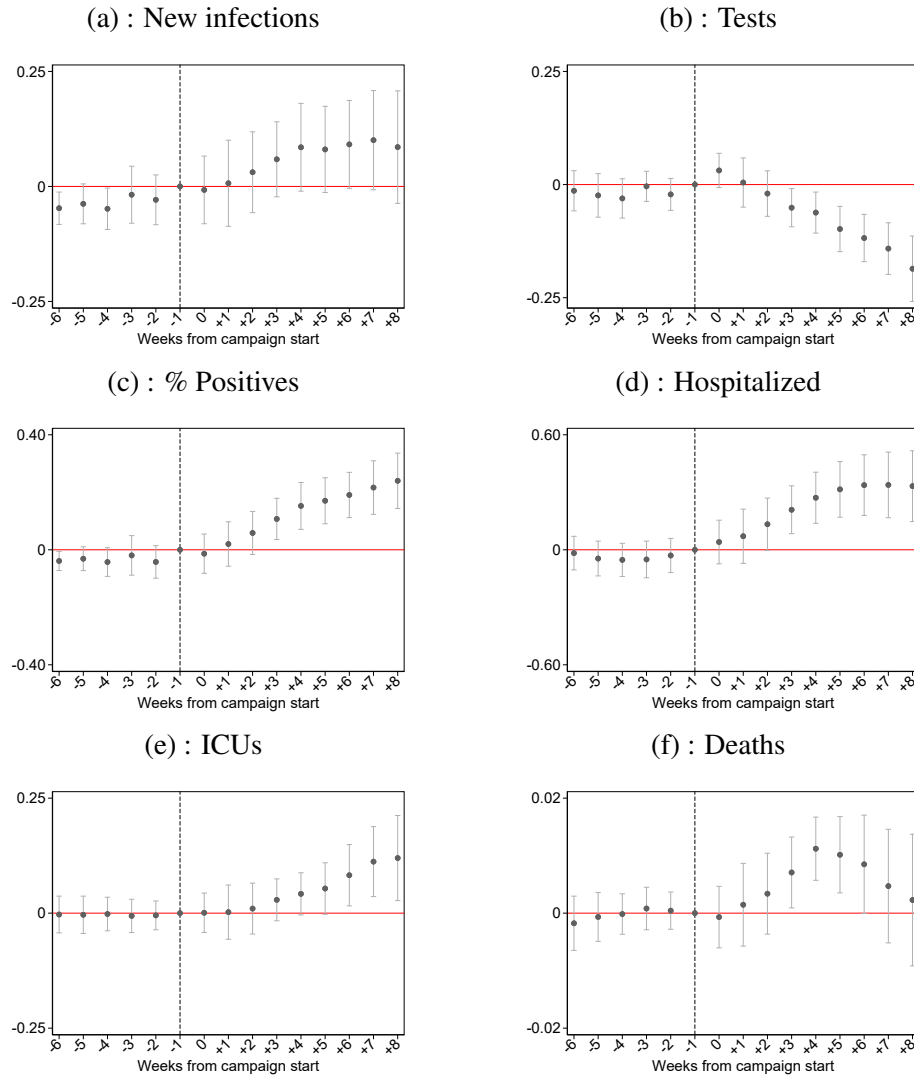 (a) : New infections
0.25
0
-0.25
-6 -5 -4 -3 -2 -1 0 +1 +2 +3 +4 +5 +6 +7 +8
Weeks from campaign start
(b) : Tests
0.25
0
-0.25
-6 -5 -4 -3 -2 -1 0 +1 +2 +3 +4 +5 +6 +7 +8
Weeks from campaign start
(c) : % Positives
0.40
0
-0.40
-6 -5 -4 -3 -2 -1 0 +1 +2 +3 +4 +5 +6 +7 +8
Weeks from campaign start
(d) : Hospitalized
0.60
0
-0.60
-6 -5 -4 -3 -2 -1 0 +1 +2 +3 +4 +5 +6 +7 +8
Weeks from campaign start
(e) : ICUs
0.25
0
-0.25
-6 -5 -4 -3 -2 -1 0 +1 +2 +3 +4 +5 +6 +7 +8
Weeks from campaign start
(f) : Deaths
0.02
0
-0.02
-6 -5 -4 -3 -2 -1 0 +1 +2 +3 +4 +5 +6 +7 +8
Weeks from campaign start